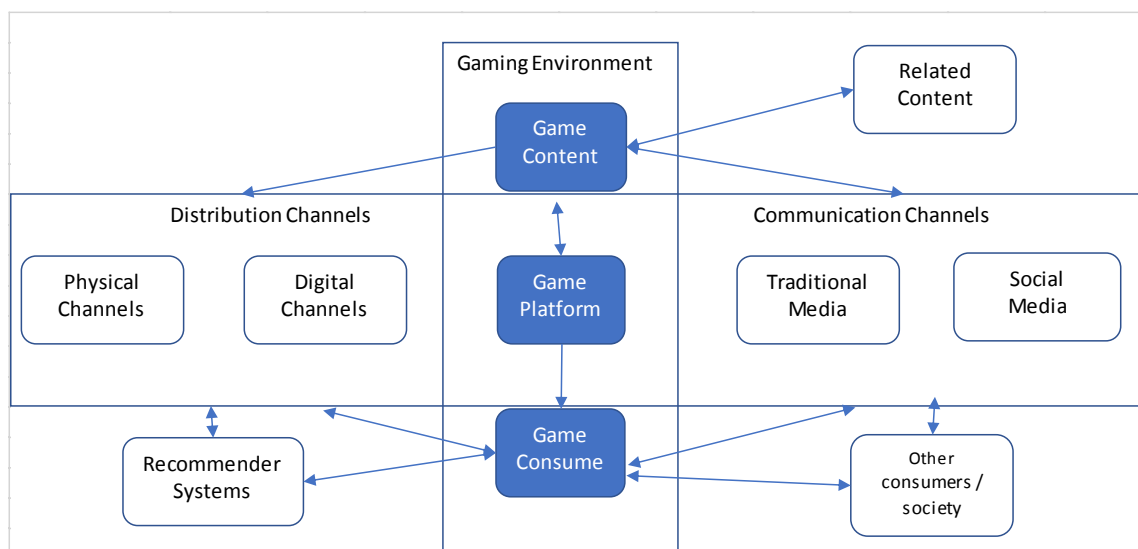 Gaming Environment
Related
Content
Game
Content
Distribution Channels
Communication Channels
Physical
Channels
Digital
Channels
Game
Platform
Traditional
Media
Social
Media
Recommender
Systems
Game
Consume
Other
consumers /
society